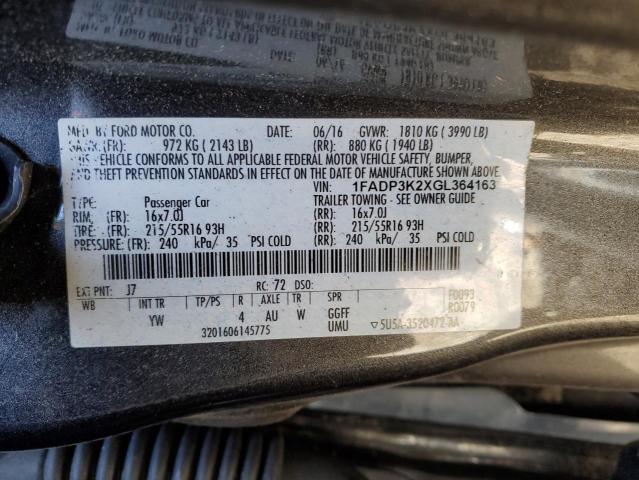 MFD. BY FORD MOTOR CO. 06/16 GVWR: 1810 KG ( 3990 LB)
GAWR: (FR): 972 KG ( 2143 LB) (RR): 880 KG ( 1940 LB)
THIS VEHICLE CONFORMS TO ALL APPLICABLE FEDERAL MOTOR VEHICLE SAFETY, BUMPER,
AND THEFT PREVENTION STANDARDS IN EFFECT ON THE DATE OF MANUFACTURE SHOWN ABOVE.
VIN: 1FADP3K2XGL364163
TYPE: Passenger Car TRAILER TOWING - SEE OWNER GUIDE
RIM: (FR): 16x7.0J (RR): 16x7.0J
TIRE: (FR): 215/55R16 93H (RR): 215/55R16 93H
PRESSURE: (FR): 240 kPa/ 35 PSI COLD (RR): 240 kPa/ 35 PSI COLD
EXT PNT: J7 RC: 72 DSO:
WB INT TR TP/PS R AXLE TR SPR F0093
R0079
YW 4 AU W GGFF
UMU
3201606145775 ▽5U5A-3520472-AA